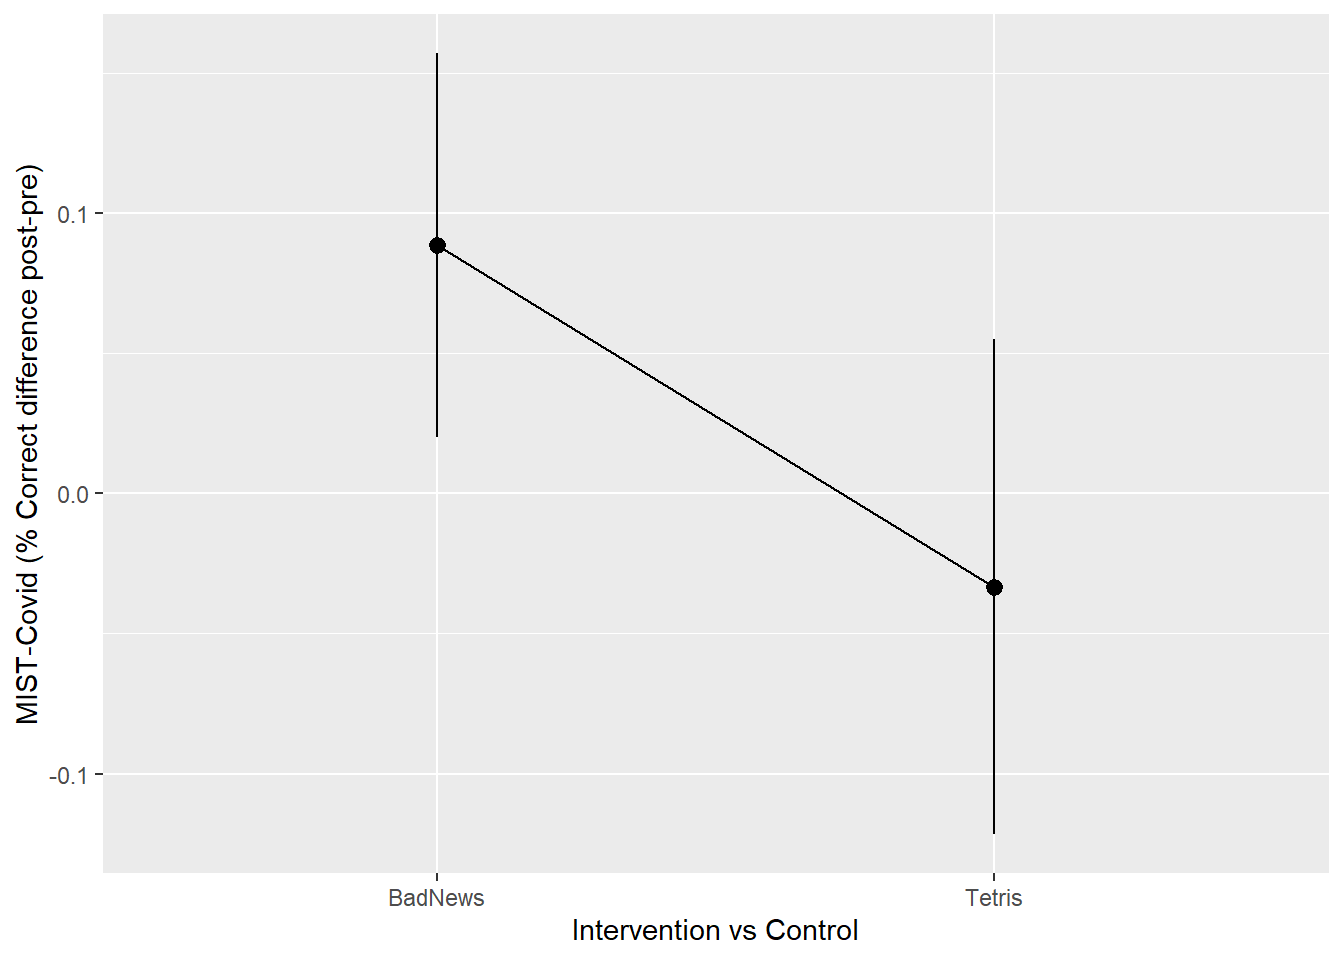 MIST-Covid (% Correct difference post-pre)
0.1
0.0
-0.1
BadNews
Tetris
Intervention vs Control